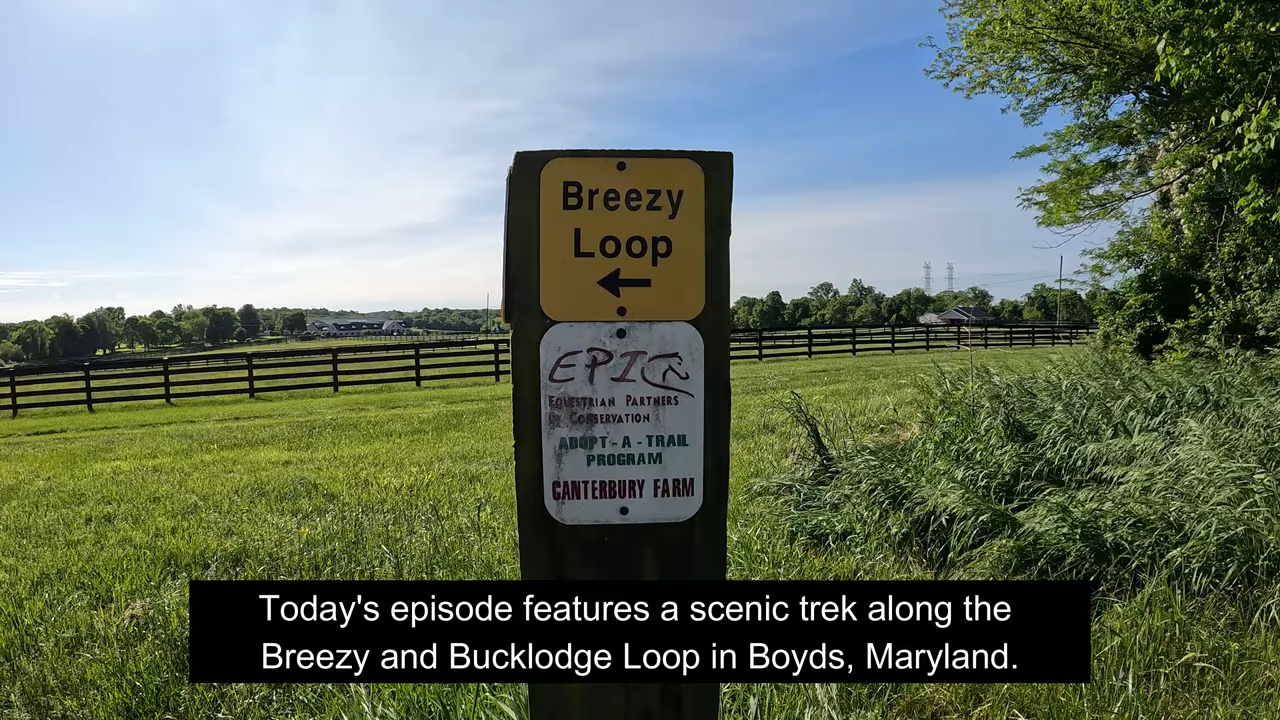 Breezy
Loop
EPIC
EQUESTRIAN PARTNERS
IN CONSERVATION
ADOPT-A-TRAIL
PROGRAM
CANTERBURY FARM
Today's episode features a scenic trek along the
Breezy and Bucklodge Loop in Boyds, Maryland.